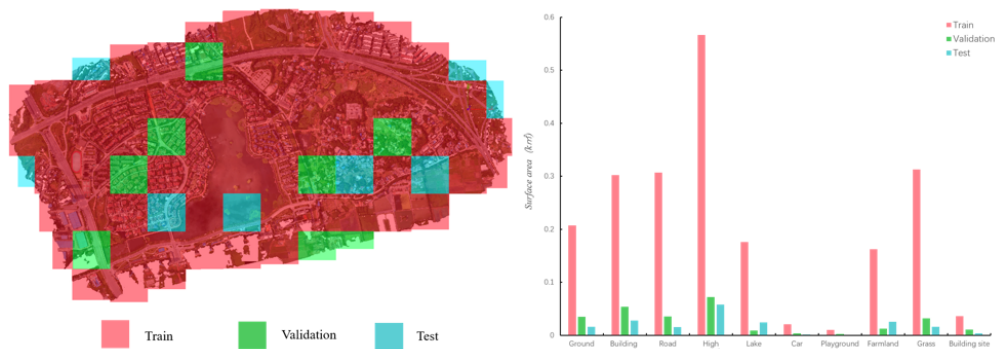 Train
Validation
Test
Train
Validation
Test
Surface area (km²)
0.6
0.5
0.4
0.3
0.2
0.1
0
Ground Building Road High Lake Car Playground Farmland Grass Building site